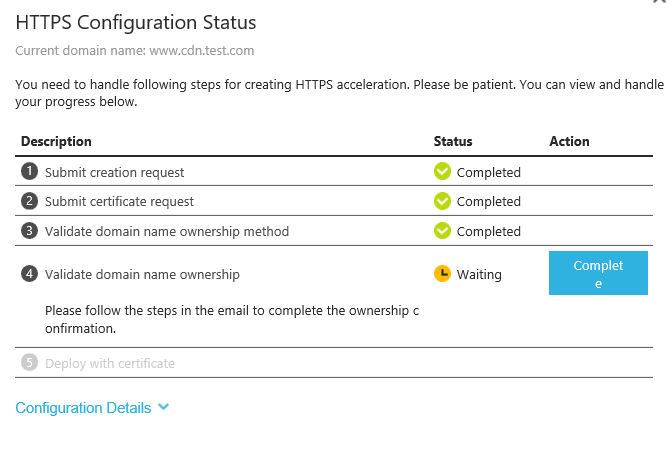 HTTPS Configuration Status
Current domain name: www.cdn.test.com
You need to handle following steps for creating HTTPS acceleration. Please be patient. You can view and handle
your progress below.
Description Status Action
1 Submit creation request Completed
2 Submit certificate request Completed
3 Validate domain name ownership method Completed
4 Validate domain name ownership Waiting Complet
e
Please follow the steps in the email to complete the ownership c
onfirmation.
5 Deploy with certificate
Configuration Details